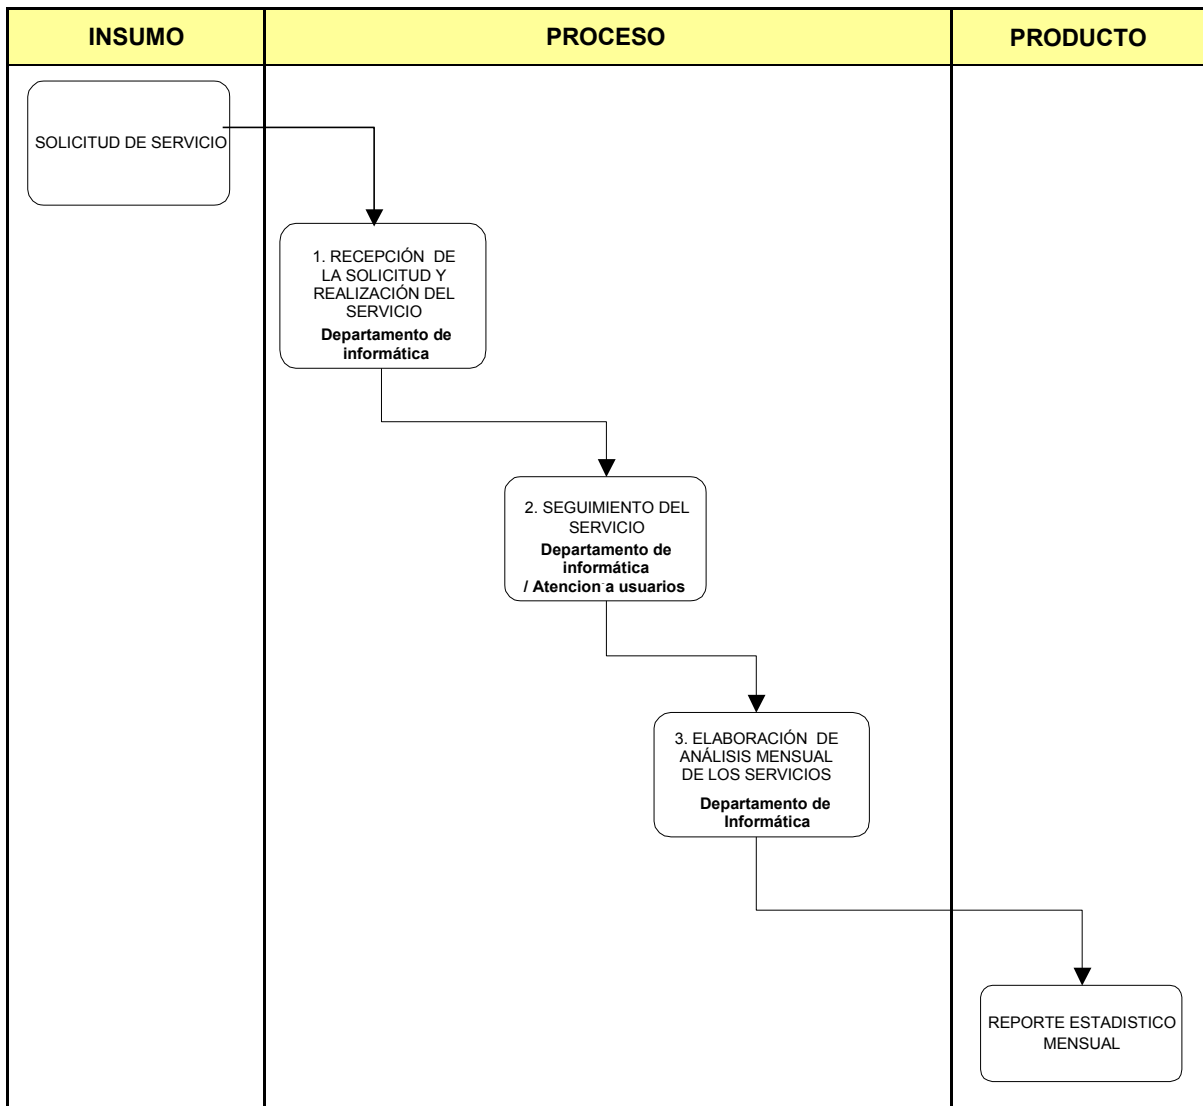 INSUMO
PROCESO
PRODUCTO
SOLICITUD DE SERVICIO
1. RECEPCIÓN DE
LA SOLICITUD Y
REALIZACIÓN DEL
SERVICIO
Departamento de
informática
2. SEGUIMIENTO DEL
SERVICIO
Departamento de
informática
/ Atencion a usuarios
3. ELABORACIÓN DE
ANÁLISIS MENSUAL
DE LOS SERVICIOS
Departamento de
Informática
REPORTE ESTADISTICO
MENSUAL